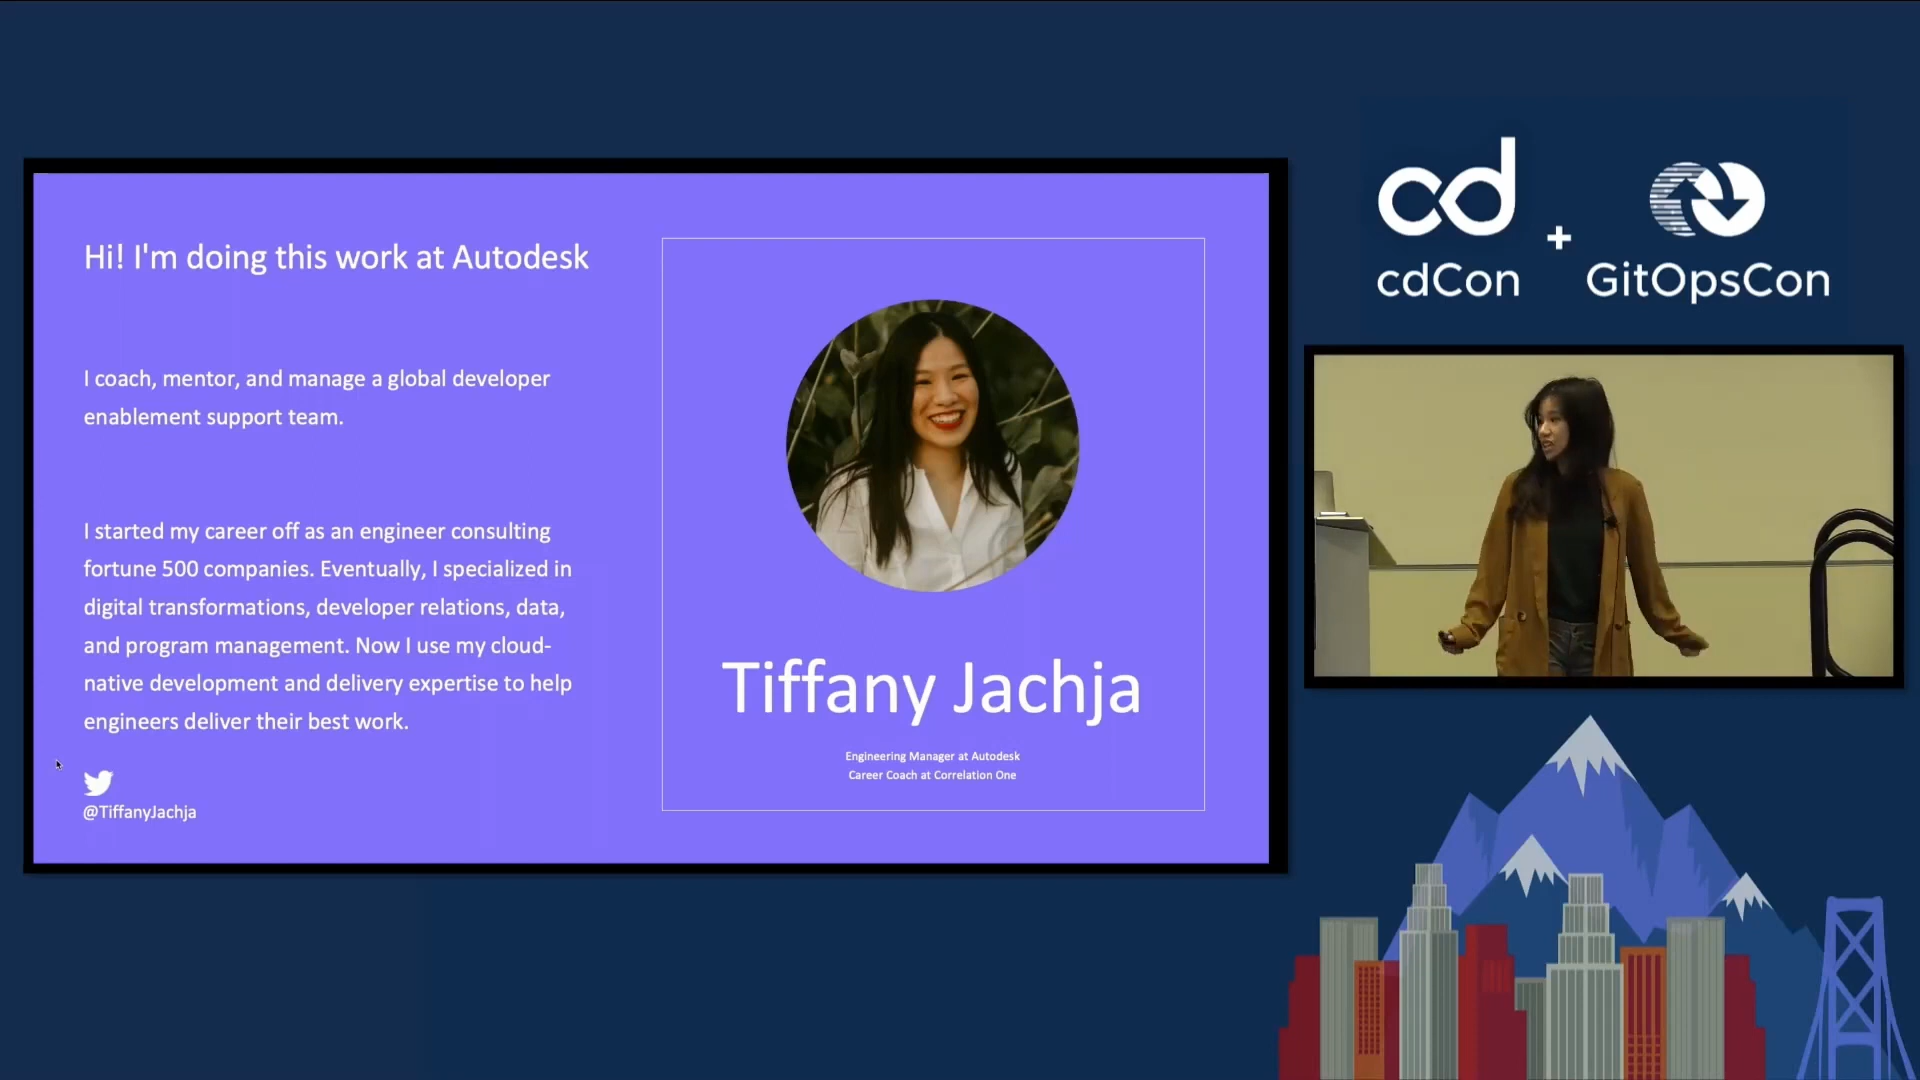 Hi! I'm doing this work at Autodesk
I coach, mentor, and manage a global developer
enablement support team.
I started my career off as an engineer consulting
fortune 500 companies. Eventually, I specialized in
digital transformations, developer relations, data,
and program management. Now I use my cloud-
native development and delivery expertise to help
engineers deliver their best work.
@TiffanyJachja
Tiffany Jachja
Engineering Manager at Autodesk
Career Coach at Correlation One
cd
cdCon
+
GitOpsCon